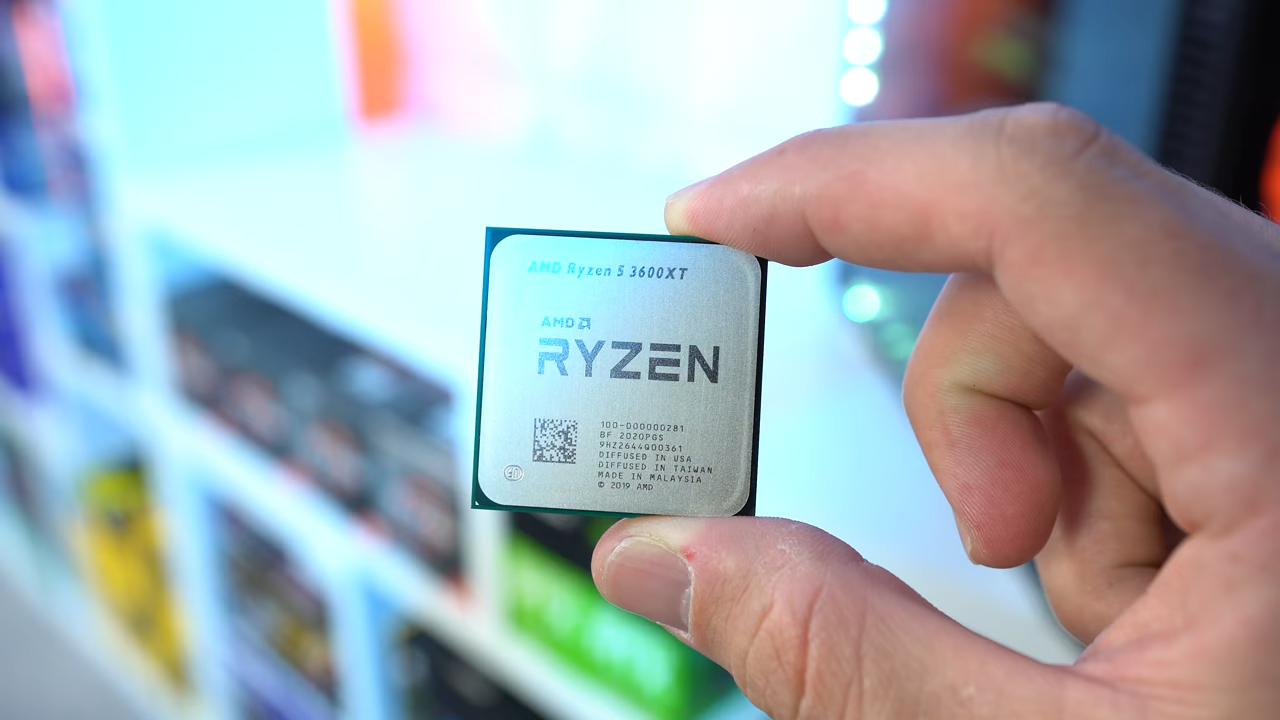 AMD Ryzen 5 3600XT
AMD
RYZEN
100-000000281
BF 2020PGS
9HZ2644Q00361
DIFFUSED IN USA
DIFFUSED IN TAIWAN
MADE IN MALAYSIA
© 2019 AMD